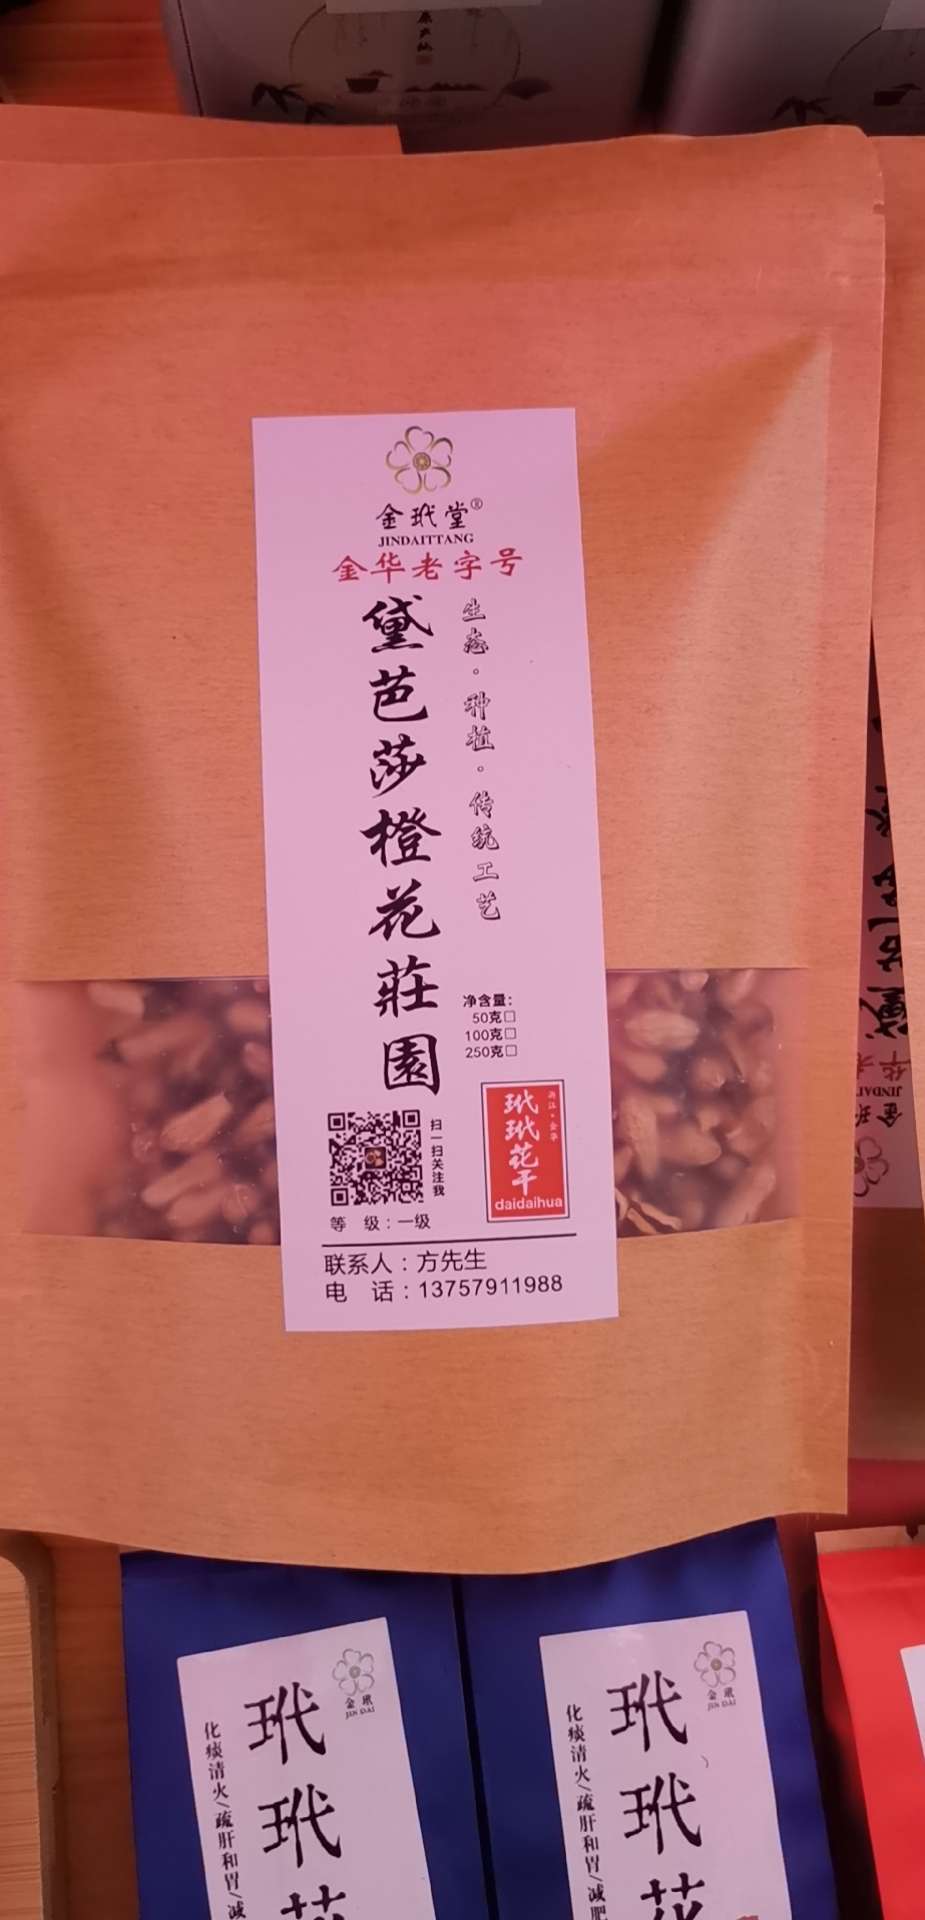 金玳堂®
JINDAITTANG
金华老字号
黛芭莎橙花莊園
生态·种植·传统工艺
净含量：
50克□
100克□
250克□
扫一扫关注我
浙江·金华
玳玳花干
daidaihua
等 级：一级
联系人：方先生
电 话：13757911988
金玳
JIN DAI
玳玳花
化痰清火/疏肝和胃/减
金玳
JIN DAI
玳玳花
化痰清火/疏肝和胃/减肥